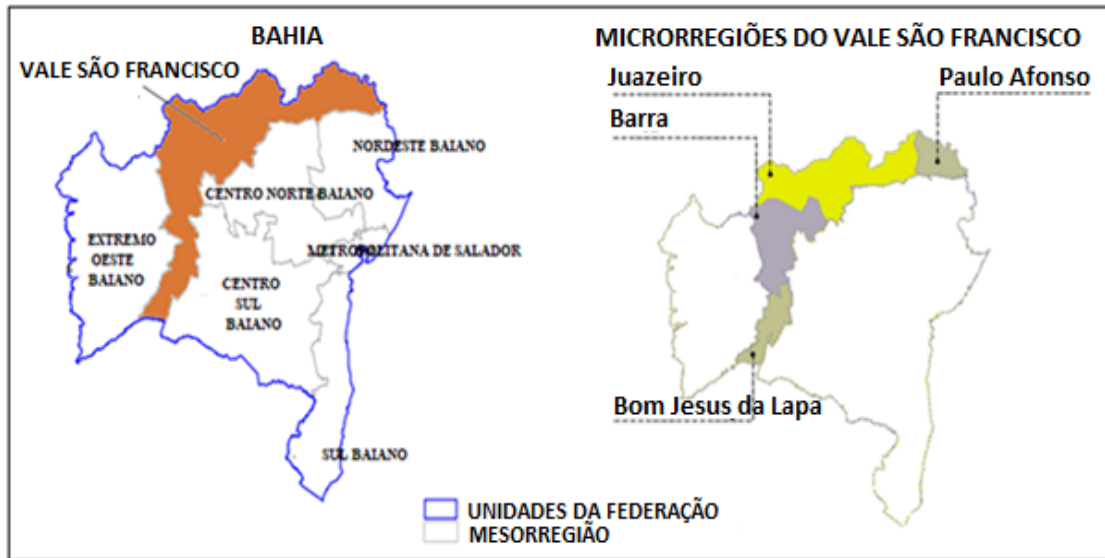 BAHIA
VALE SÃO FRANCISCO
NORDESTE BAIANO
CENTRO NORTE BAIANO
METROPOLITANA DE SALADOR
EXTREMO
OESTE
BAIANO
CENTRO
SUL
BAIANO
SUL BAIANO
MICRORREGIÕES DO VALE SÃO FRANCISCO
Juazeiro
Paulo Afonso
Barra
Bom Jesus da Lapa
UNIDADES DA FEDERAÇÃO
MESORREGIÃO